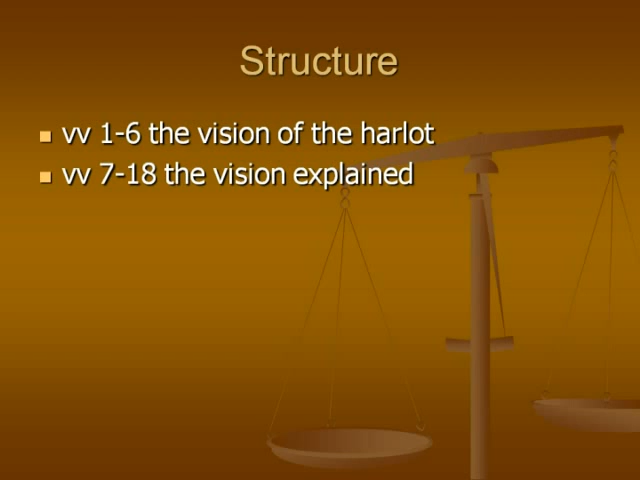 Structure
vv 1-6 the vision of the harlot
vv 7-18 the vision explained